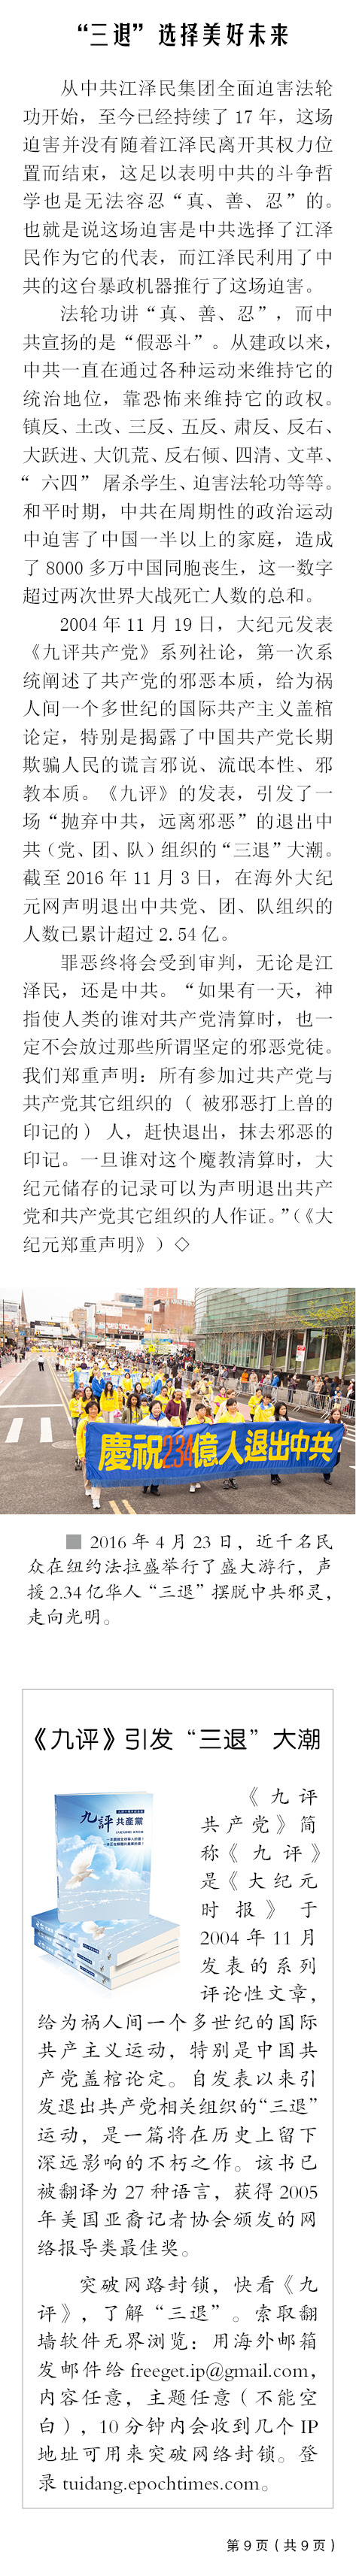 “三退”选择美好未来
从中共江泽民集团全面迫害法轮
功开始，至今已经持续了 17 年，这场
迫害并没有随着江泽民离开其权力位
置而结束，这足以表明中共的斗争哲
学也是无法容忍“真、善、忍”的。
也就是说这场迫害是中共选择了江泽
民作为它的代表，而江泽民利用了中
共的这台暴政机器推行了这场迫害。
法轮功讲“真、善、忍”，而中
共宣扬的是“假恶斗”。从建政以来，
中共一直在通过各种运动来维持它的
统治地位，靠恐怖来维持它的政权。
镇反、土改、三反、五反、肃反、反右、
大跃进、大饥荒、反右倾、四清、文革、
“ 六四” 屠杀学生、迫害法轮功等等。
和平时期，中共在周期性的政治运动
中迫害了中国一半以上的家庭，造成
了 8000 多万中国同胞丧生，这一数字
超过两次世界大战死亡人数的总和。
2004 年 11 月 19 日，大纪元发表
《九评共产党》系列社论，第一次系
统阐述了共产党的邪恶本质，给为祸
人间一个多世纪的国际共产主义盖棺
论定，特别是揭露了中国共产党长期
欺骗人民的谎言邪说、流氓本性、邪
教本质。《九评》的发表，引发了一
场“抛弃中共，远离邪恶”的退出中
共（党、团、队）组织的“三退”大潮。
截至 2016 年 11 月 3 日，在海外大纪
元网声明退出中共党、团、队组织的
人数已累计超过 2.54 亿。
罪恶终将会受到审判，无论是江
泽民，还是中共。“如果有一天，神
指使人类的谁对共产党清算时，也一
定不会放过那些所谓坚定的邪恶党徒。
我们郑重声明：所有参加过共产党与
共产党其它组织的（ 被邪恶打上兽的
印记的） 人，赶快退出，抹去邪恶的
印记。一旦谁对这个魔教清算时，大
纪元储存的记录可以为声明退出共产
党和共产党其它组织的人作证。”（《大
纪元郑重声明》）◇
慶祝2.34億人退出中共
■ 2016 年 4 月 23 日，近千名民
众在纽约法拉盛举行了盛大游行，声
援 2.34 亿华人“三退”摆脱中共邪灵，
走向光明。
《九评》引发“三退”大潮
九評
共產黨
《九评
共产党》简
称《九评》
是《大纪元
时报》于
2004 年 11 月
发表的系列
评论性文章，
给为祸人间一个多世纪的国际
共产主义运动，特别是中国共
产党盖棺论定。自发表以来引
发退出共产党相关组织的“三退”
运动，是一篇将在历史上留下
深远影响的不朽之作。该书已
被翻译为 27 种语言，获得 2005
年美国亚裔记者协会颁发的网
络报导类最佳奖。
突破网路封锁，快看《九
评》，了解“三退”。索取翻
墙软件无界浏览：用海外邮箱
发邮件给 freeget.ip@gmail.com，
内容任意，主题任意（不能空
白），10 分钟内会收到几个 IP
地址可用来突破网络封锁。登
录 tuidang.epochtimes.com。
第 9 页（共 9 页）